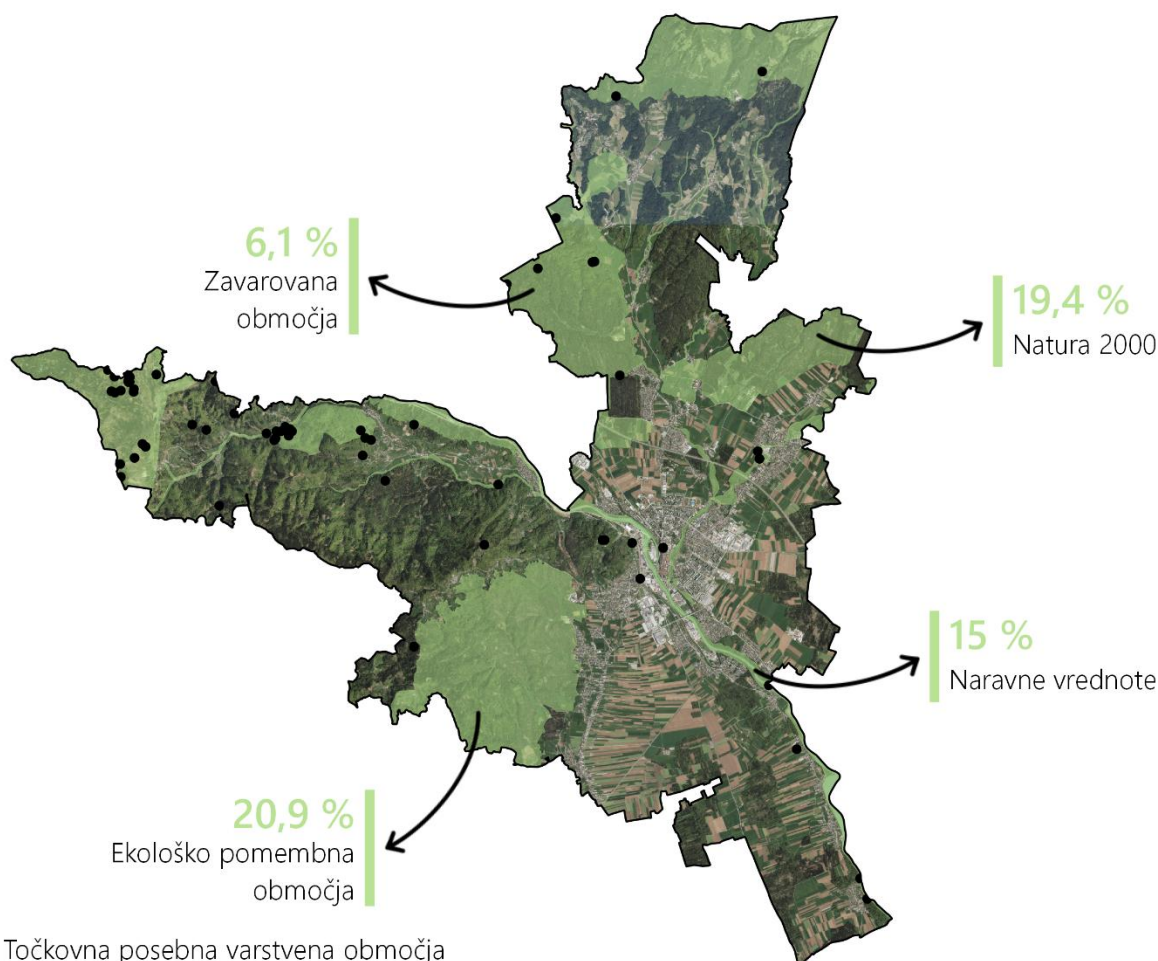 6,1 %
Zavarovana
območja
19,4 %
Natura 2000
15 %
Naravne vrednote
20,9 %
Ekološko pomembna
območja
Točkovna posebna varstvena območja